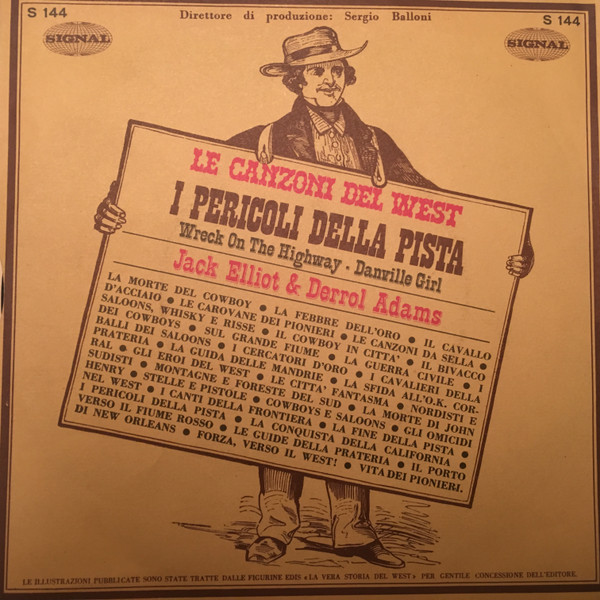 S 144
Direttore di produzione: Sergio Balloni
S 144
SIGNAL
SIGNAL
LE CANZONI DEL WEST
I PERICOLI DELLA PISTA
Wreck On The Highway - Danville Girl
Jack Elliot & Derrol Adams
LA MORTE DEL COWBOY ● LA FEBBRE DELL'ORO ● IL CAVALLO
D'ACCIAIO ● LE CAROVANE DEI PIONIERI ● LE CANZONI DA SELLA ●
SALOONS, WHISKY E RISSE ● IL COWBOY IN CITTA' ● IL BIVACCO
DEI COWBOYS ● SUL GRANDE FIUME ● LA GUERRA CIVILE ● I
BALLI DEI SALOONS ● I CERCATORI D'ORO ● I CAVALIERI DELLA
PRATERIA ● LA GUIDA DELLE MANDRIE ● LA SFIDA ALL'O.K. COR-
RAL ● GLI EROI DEL WEST ● LE CITTA' FANTASMA ● NORDISTI E
SUDISTI ● MONTAGNE E FORESTE DEL SUD ● LA MORTE DI JOHN
HENRY ● STELLE E PISTOLE ● COWBOYS E SALOONS ● GLI OMICIDI
NEL WEST ● I CANTI DELLA FRONTIERA ● LA FINE DELLA PISTA ●
I PERICOLI DELLA PISTA ● LA CONQUISTA DELLA CALIFORNIA ●
VERSO IL FIUME ROSSO ● LE GUIDE DELLA PRATERIA ● IL PORTO
DI NEW ORLEANS ● FORZA, VERSO IL WEST! ● VITA DEI PIONIERI.
LE ILLUSTRAZIONI PUBBLICATE SONO STATE TRATTE DALLE FIGURINE EDIS «LA VERA STORIA DEL WEST» PER GENTILE CONCESSIONE DELL'EDITORE.